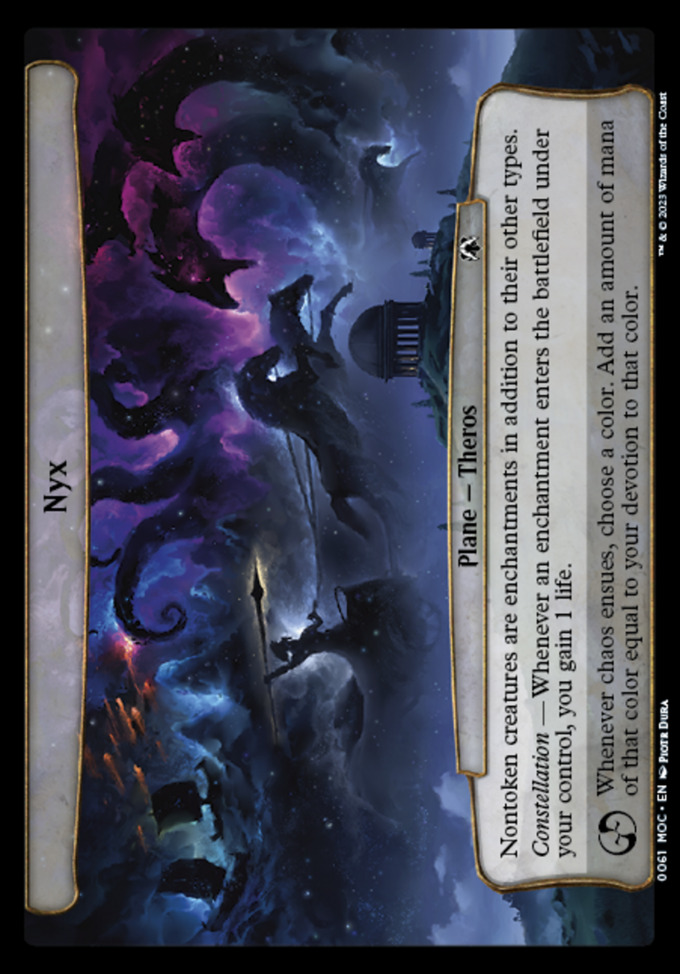 Nyx
Plane — Theros
Nontoken creatures are enchantments in addition to their other types.
Constellation — Whenever an enchantment enters the battlefield under
your control, you gain 1 life.
Whenever chaos ensues, choose a color. Add an amount of mana
of that color equal to your devotion to that color.
0061 MOC • EN PIOTR DURA
™ & © 2023 Wizards of the Coast